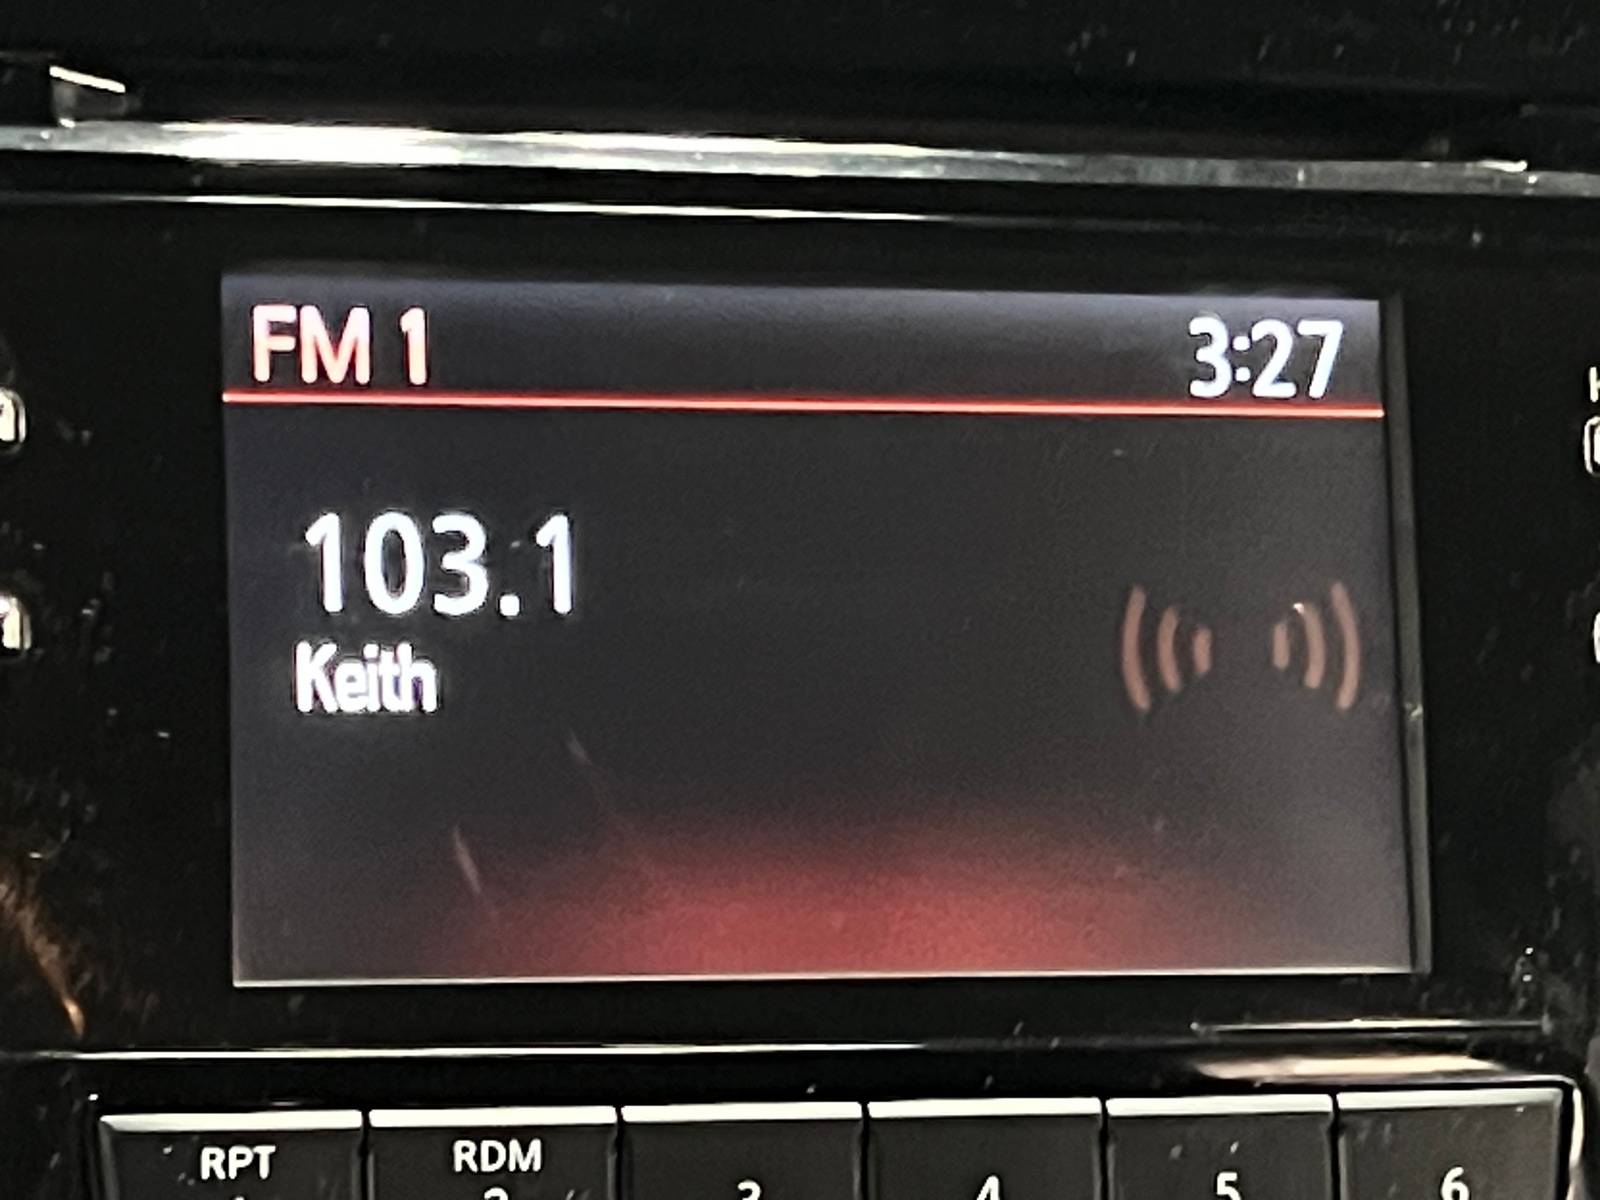 FM 1 3:27
103.1
Keith
RPT RDM
3 4 5 6